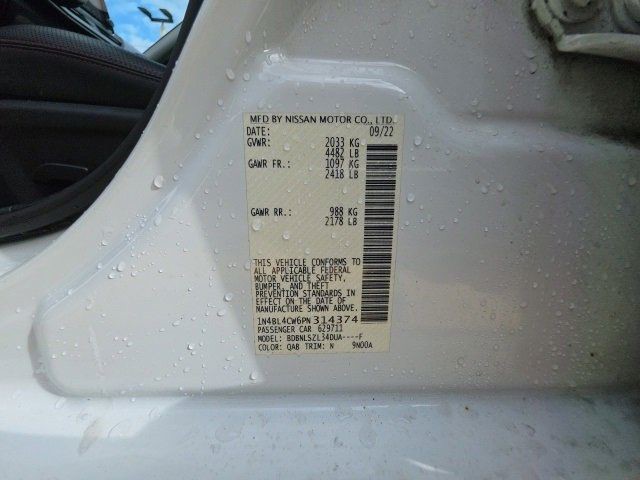 MFD BY NISSAN MOTOR CO., LTD.
DATE: 09/22
GVWR: 2033 KG
4482 LB
GAWR FR.: 1097 KG
2418 LB
GAWR RR.: 988 KG
2178 LB
THIS VEHICLE CONFORMS TO
ALL APPLICABLE FEDERAL
MOTOR VEHICLE SAFETY,
BUMPER, AND THEFT
PREVENTION STANDARDS IN
EFFECT ON THE DATE OF
MANUFACTURE SHOWN ABOVE.
1N4BL4CW6PN314374
PASSENGER CAR 629711
MODEL: BDBNLSZL34DUA----F
COLOR: QAB TRIM: N 9N00A